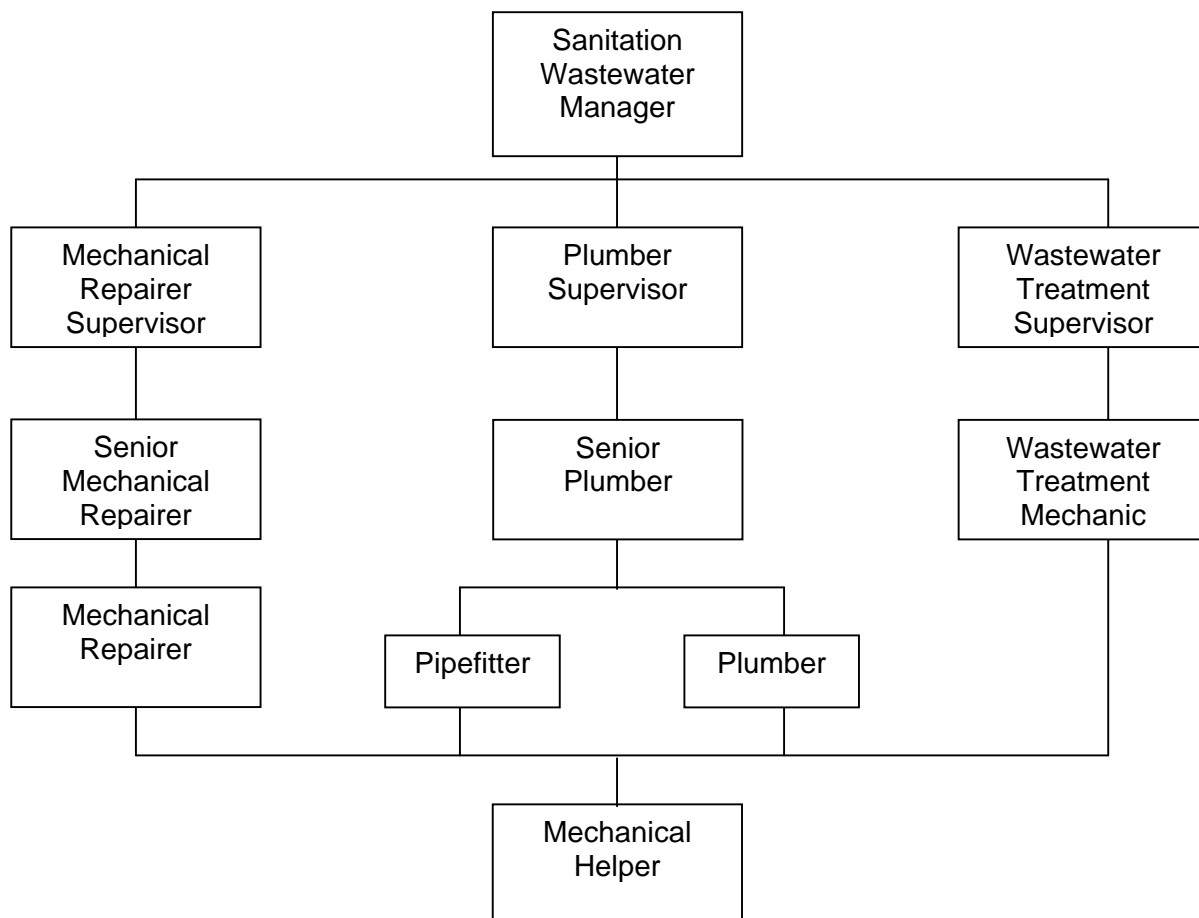 Sanitation
Wastewater
Manager
Mechanical
Repairer
Supervisor
Plumber
Supervisor
Wastewater
Treatment
Supervisor
Senior
Mechanical
Repairer
Senior
Plumber
Wastewater
Treatment
Mechanic
Mechanical
Repairer
Pipefitter
Plumber
Mechanical
Helper